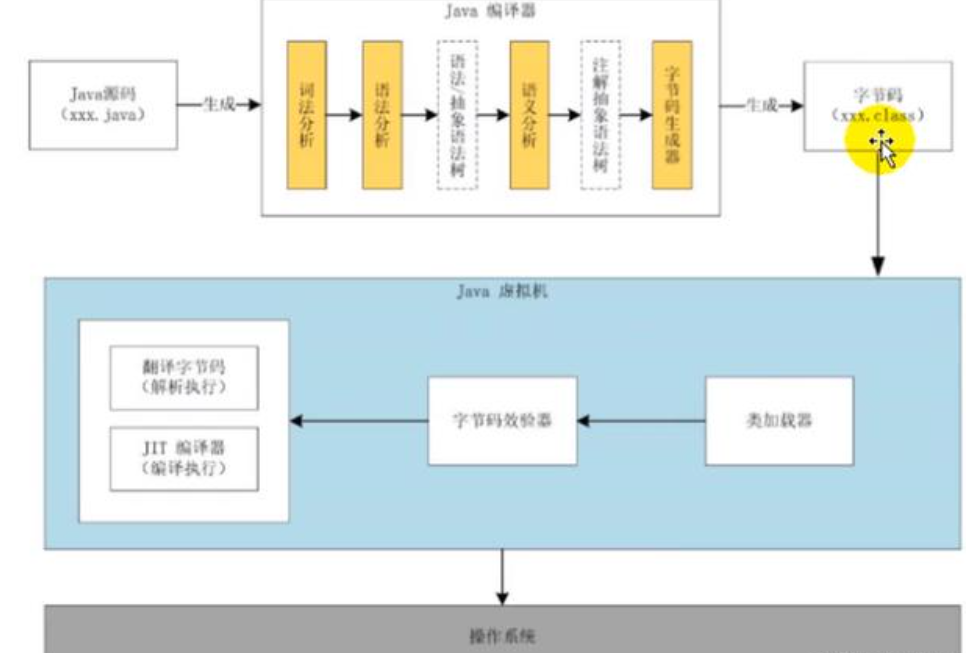 Java 编译器
Java源码
（xxx.java）
生成
词法分析
语法分析
语法/抽象语法树
语义分析
注解抽象语法树
字节码生成器
生成
字节码
（xxx.class）
Java 虚拟机
翻译字节码
（解析执行）
JIT 编译器
（编译执行）
字节码效验器
类加载器
操作系统